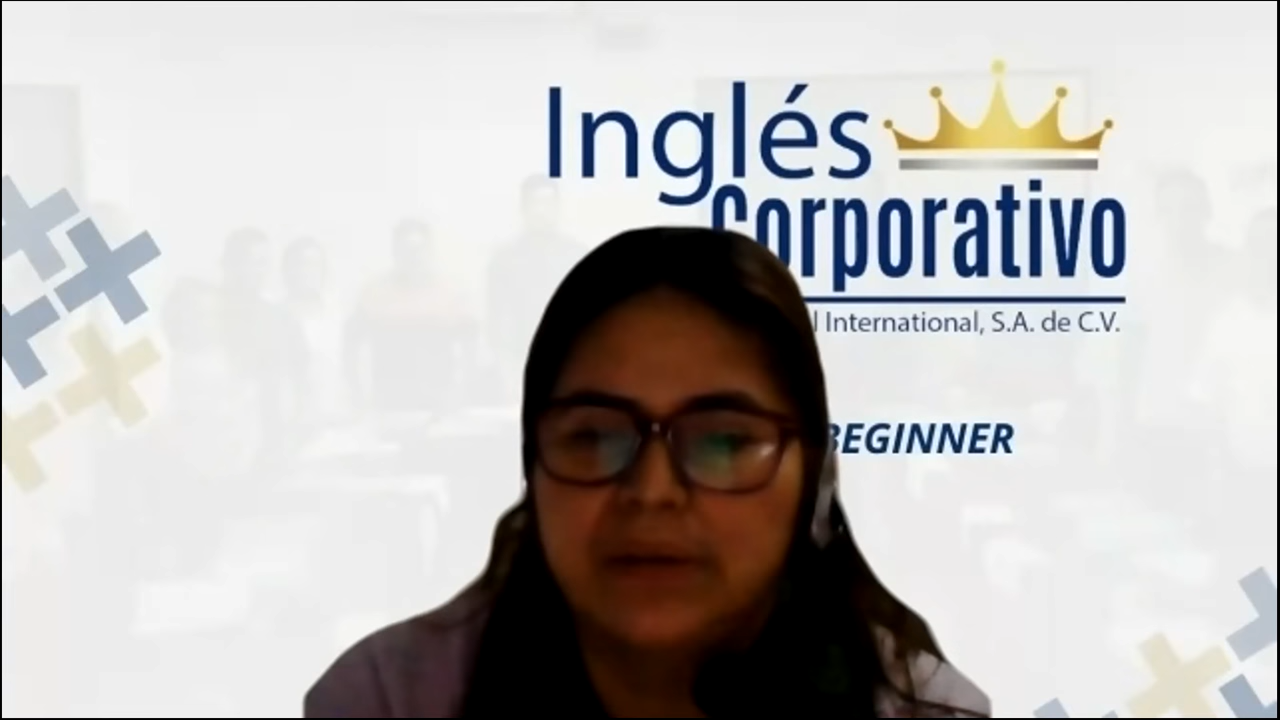 Inglés
Corporativo
International, S.A. de C.V.
BEGINNER